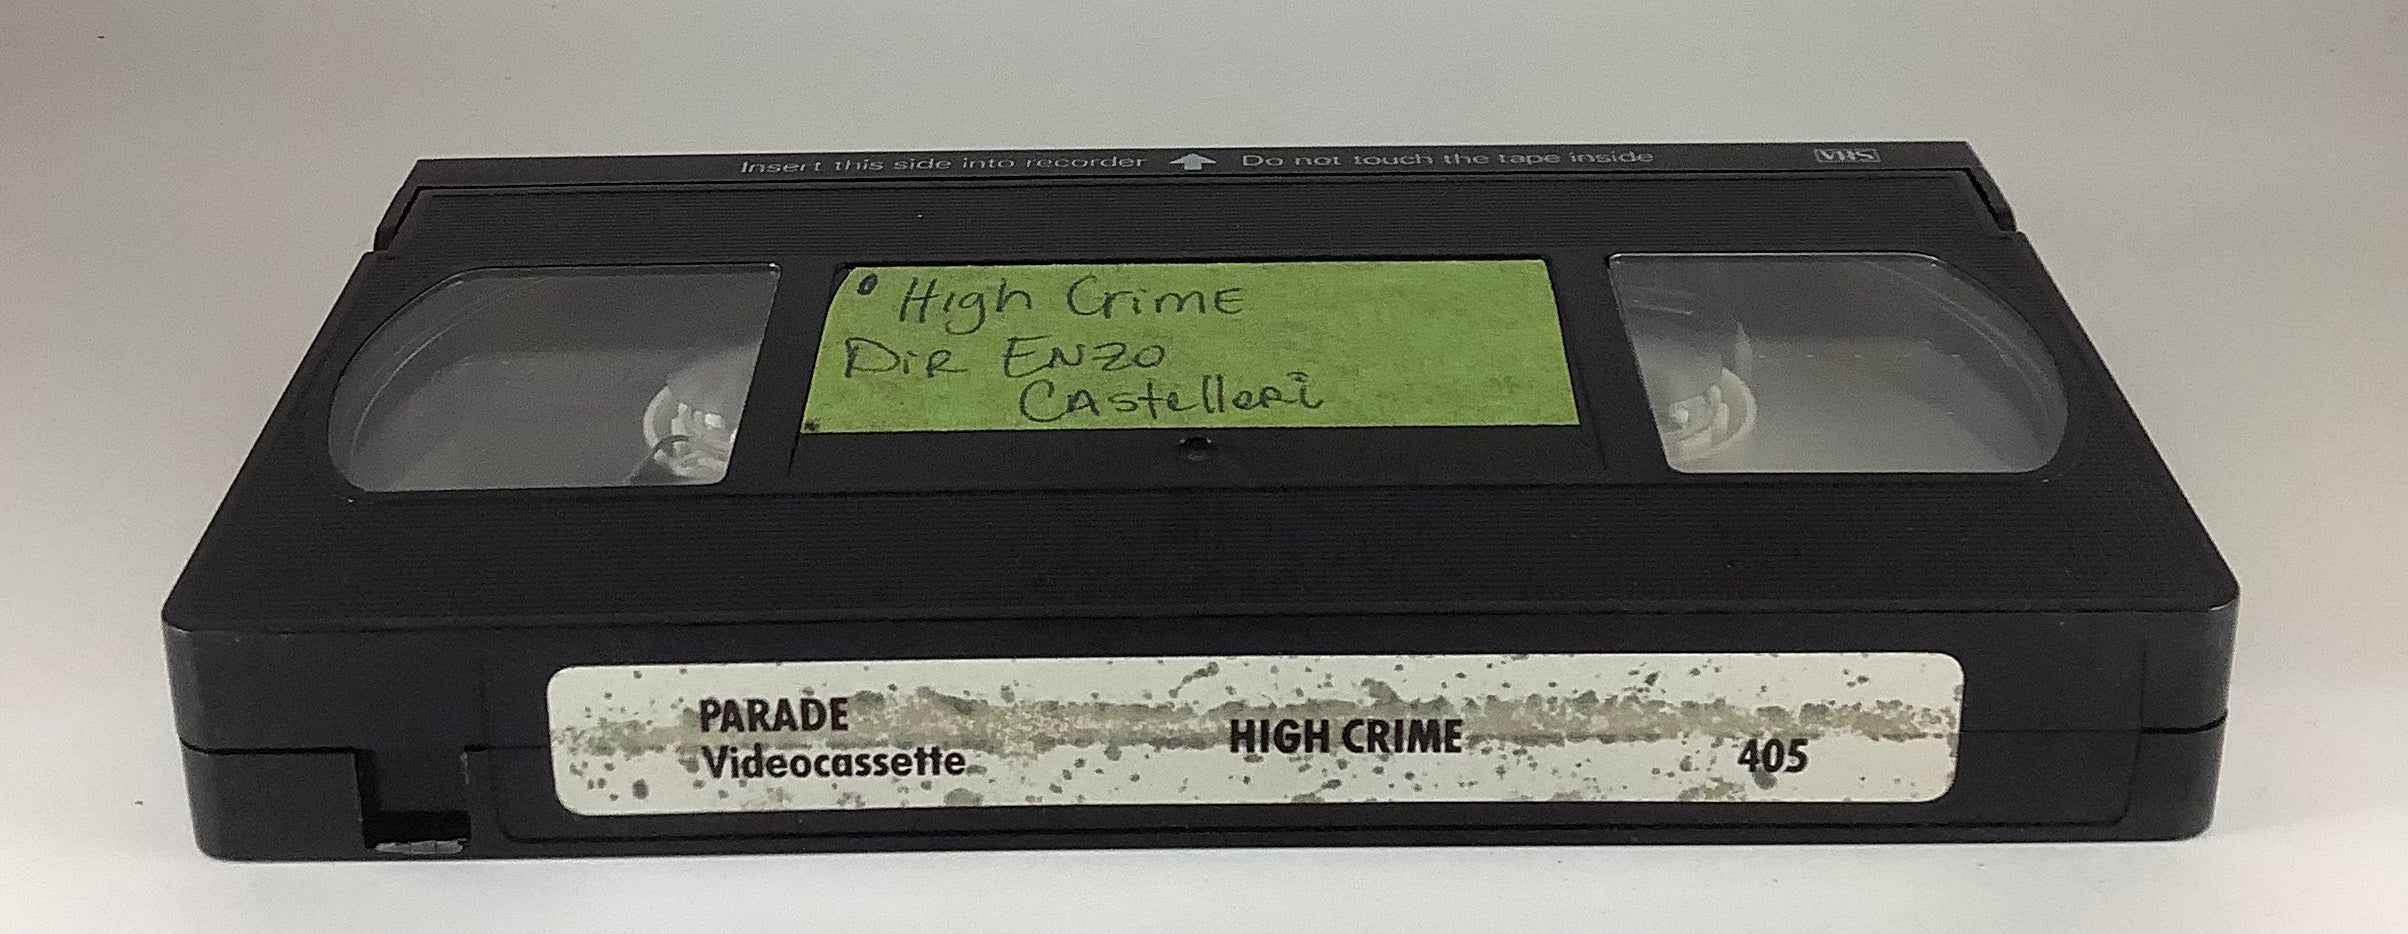 Insert this side into recorder Do not touch the tape inside VHS
High Crime
Dir Enzo
Castelleri
PARADE
Videocassette
HIGH CRIME
405